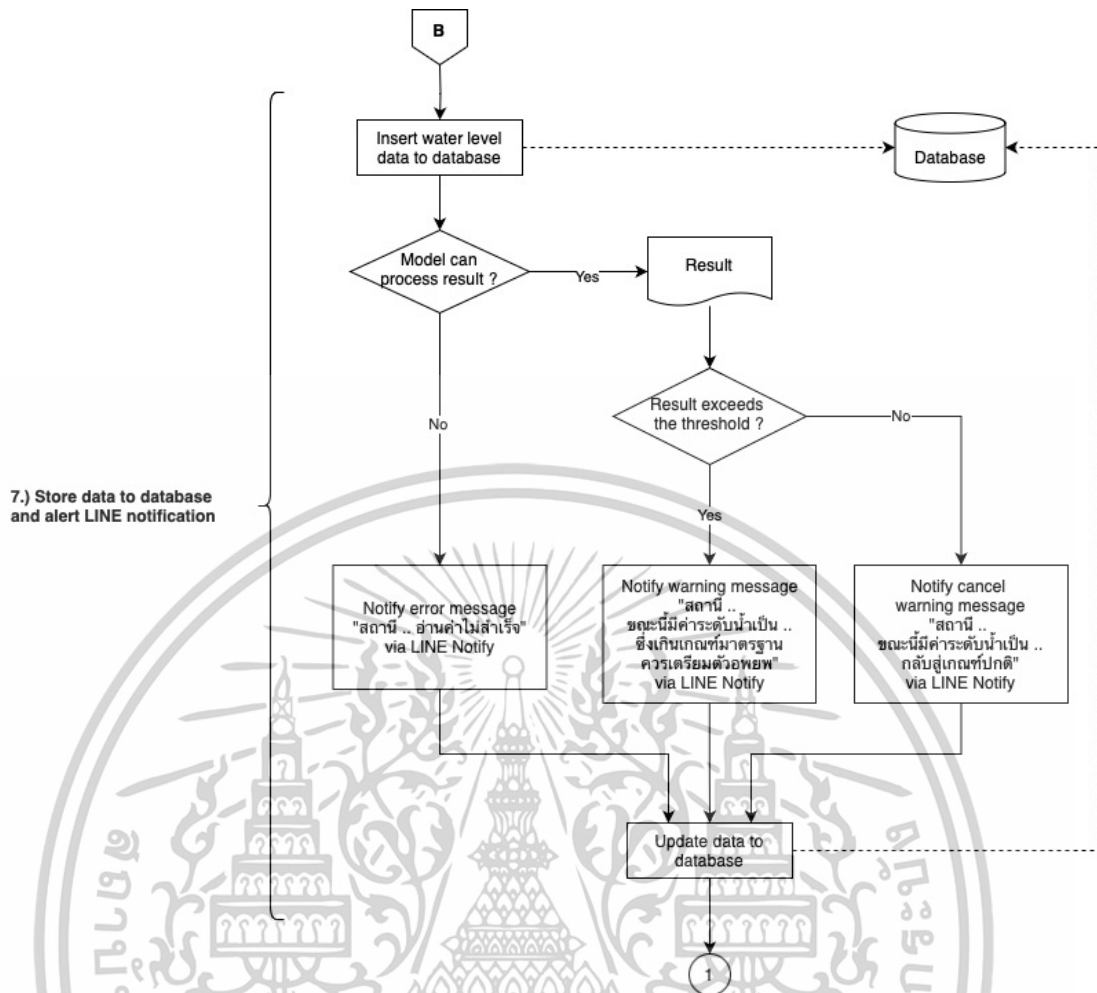 B
Insert water level
data to database
Database
Model can
process result ?
Yes
Result
No
Result exceeds
the threshold ?
No
Yes
7.) Store data to database
and alert LINE notification
Notify error message
"สถานี .. อ่านค่าไม่สำเร็จ"
via LINE Notify
Notify warning message
"สถานี ..
ขณะนี้มีค่าระดับน้ำเป็น ..
ซึ่งเกินเกณฑ์มาตรฐาน
ควรเตรียมตัวอพยพ"
via LINE Notify
Notify cancel
warning message
"สถานี ..
ขณะนี้มีค่าระดับน้ำเป็น ..
กลับสู่เกณฑ์ปกติ"
via LINE Notify
Update data to
database
1